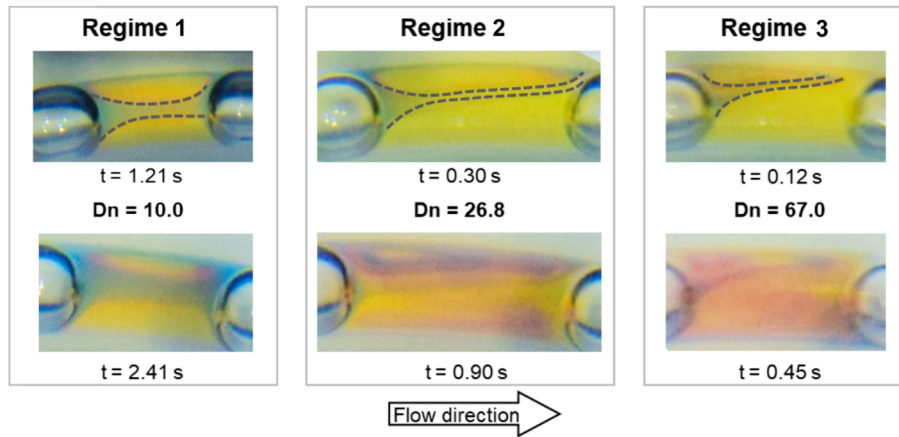 Regime 1
t = 1.21 s
Dn = 10.0
t = 2.41 s
Regime 2
t = 0.30 s
Dn = 26.8
t = 0.90 s
Regime 3
t = 0.12 s
Dn = 67.0
t = 0.45 s
Flow direction